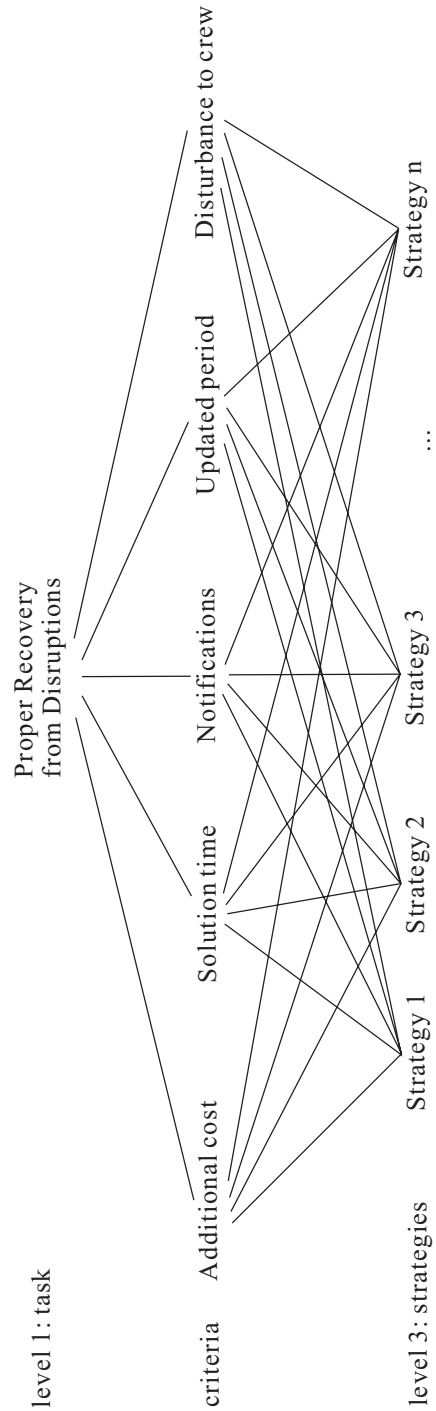 level 1: task
Proper Recovery
from Disruptions
criteria
Additional cost
Solution time
Notifications
Updated period
Disturbance to crew
level 3: strategies
Strategy 1
Strategy 2
Strategy 3
...
Strategy n